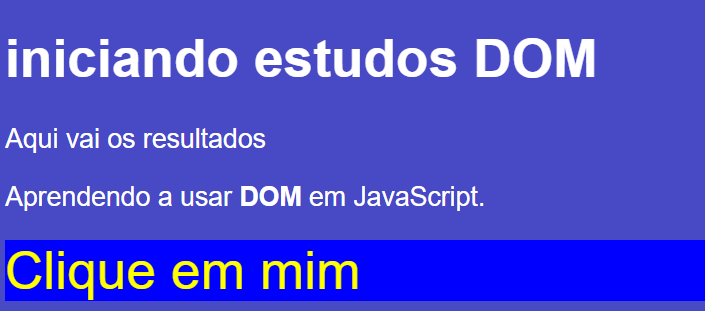 iniciando estudos DOM
Aqui vai os resultados
Aprendendo a usar DOM em JavaScript.
Clique em mim